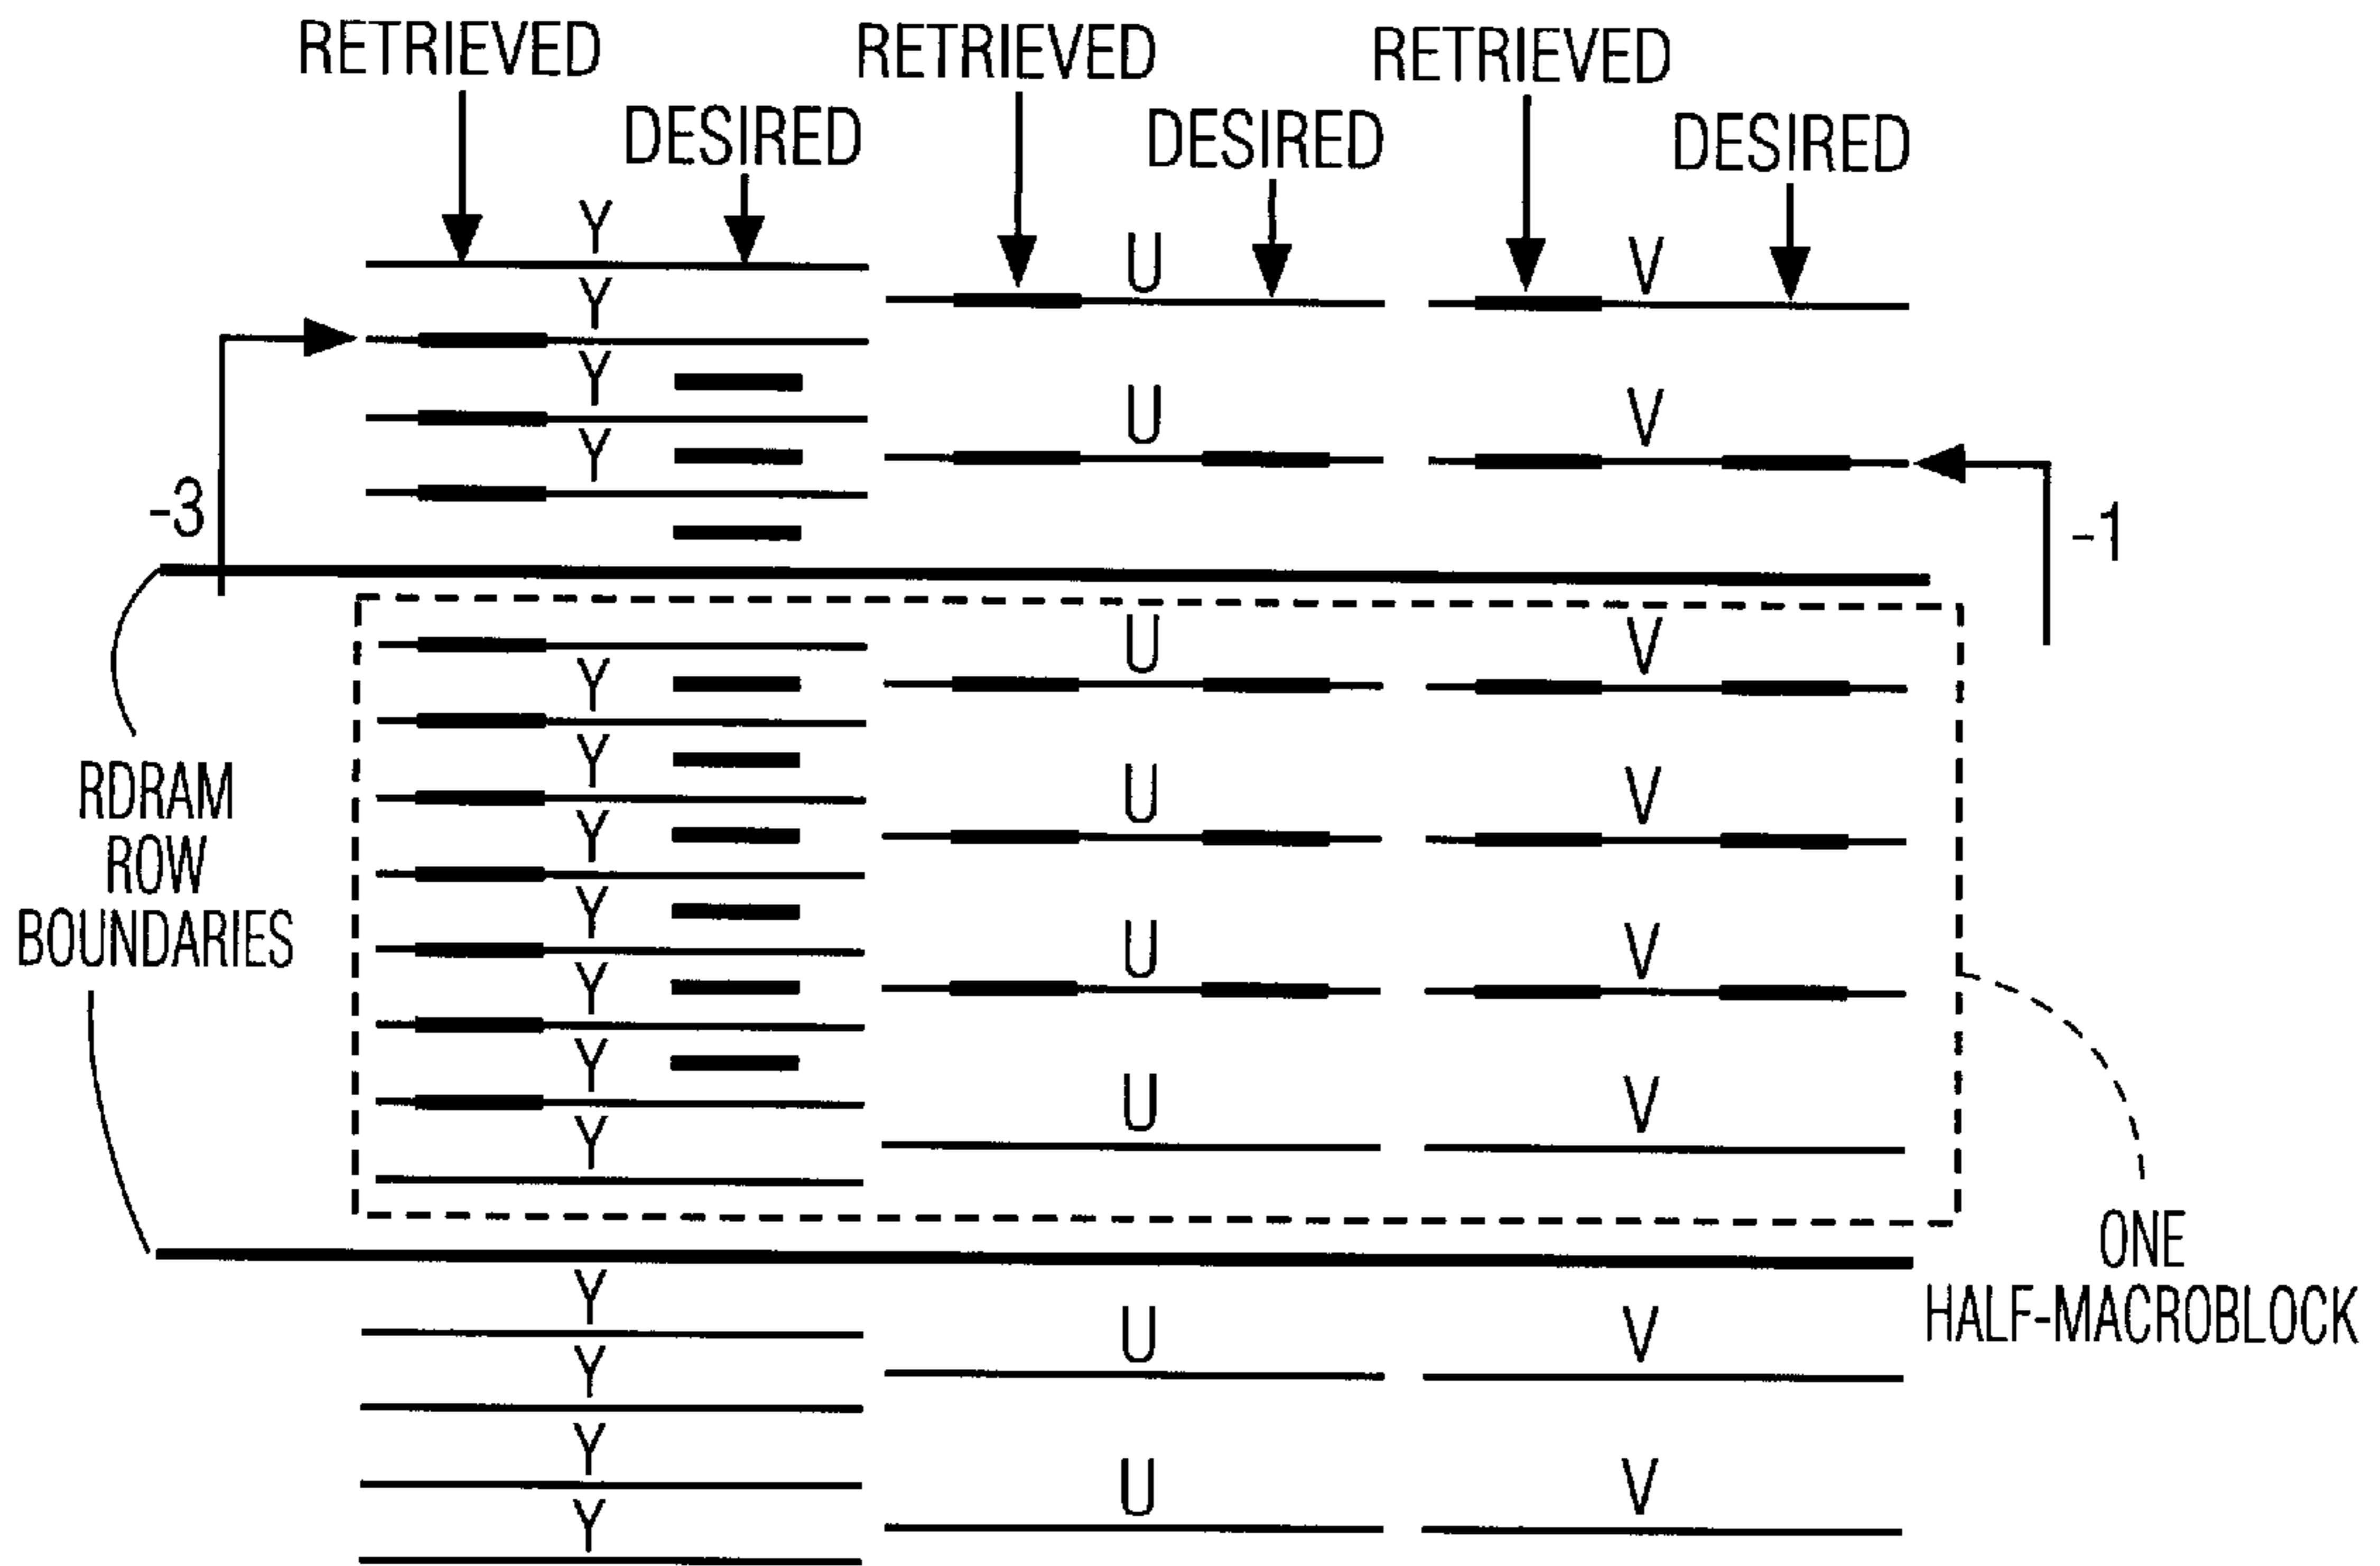 RETRIEVED RETRIEVED RETRIEVED
DESIRED DESIRED DESIRED
Y
U V
Y
Y
U V
Y
-3
-1
U V
Y
Y
U V
RDRAM
ROW
BOUNDARIES
Y
Y
U V
Y
Y
U V
Y
ONE
HALF-MACROBLOCK
Y
U V
Y
Y
U V
Y